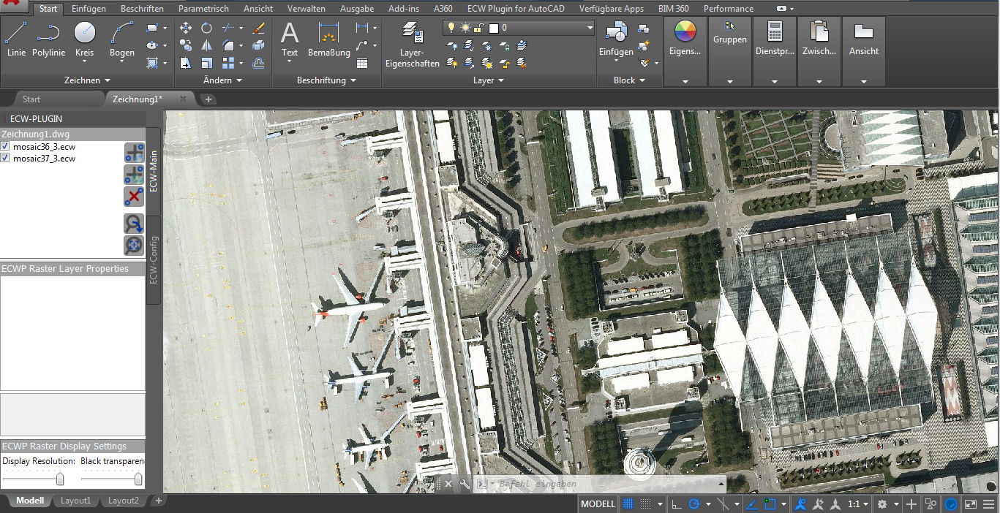 Start Einfügen Beschriften Parametrisch Ansicht Verwalten Ausgabe Add-ins A360 ECW Plugin for AutoCAD Verfügbare Apps BIM 360 Performance
0
Linie Polylinie Kreis Bogen Text Bemaßung Layer-Eigenschaften Einfügen Eigens... Gruppen Dienstpr... Zwisch... Ansicht
Zeichnen Ändern Beschriftung Layer Block
Start Zeichnung1*
ECW-PLUGIN
Zeichnung1.dwg
mosaic36_3.ecw
mosaic37_3.ecw
ECW-Main
ECW-Config
ECWP Raster Layer Properties
ECWP Raster Display Settings
Display Resolution: Black transparen
Befehl eingeben
Modell Layout1 Layout2
MODELL 1:1